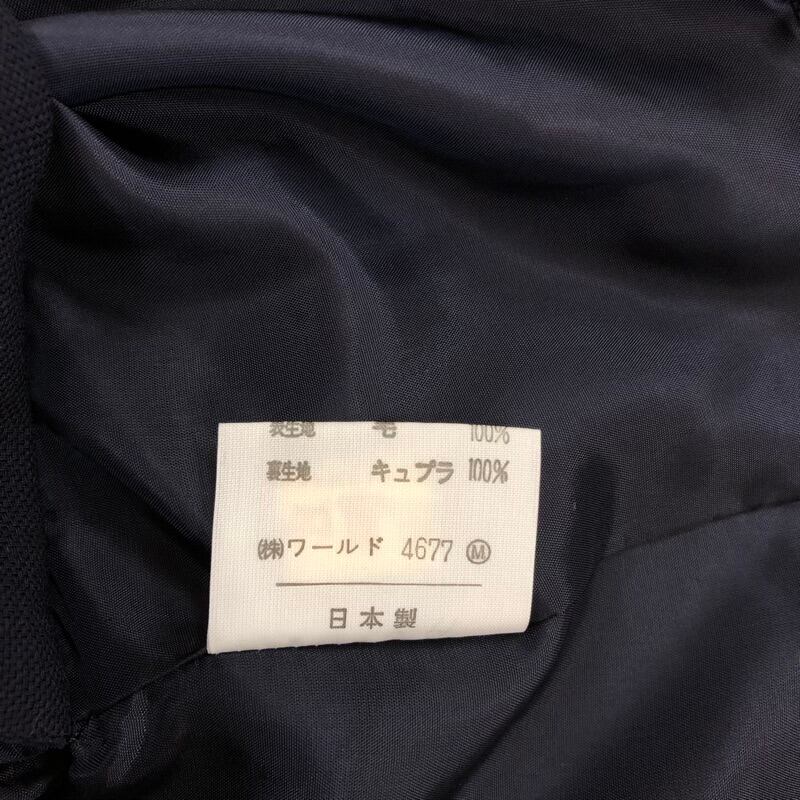 表生地 毛 100%
裏生地 キュプラ 100%
㈱ワールド 4677 Ⓜ
日本製